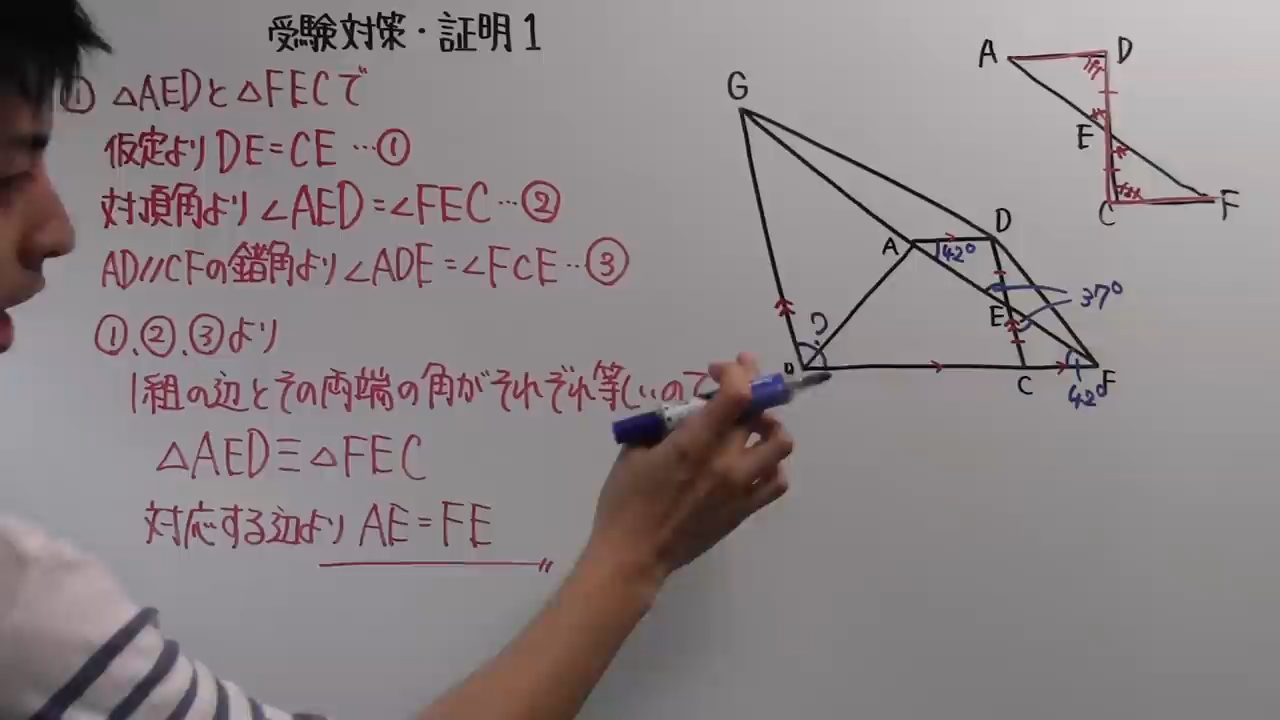 受験対策・証明1
① △AEDと△FECで
仮定よりDE=CE …①
対頂角より∠AED=∠FEC…②
AD//CFの錯角より∠ADE=∠FCE…③
①、②、③より
1組の辺とその両端の角がそれぞれ等しいので
△AED≡△FEC
対応する辺より AE=FE
A D
E
C F
G
D
A 42°
37°
E
?
C F
42°